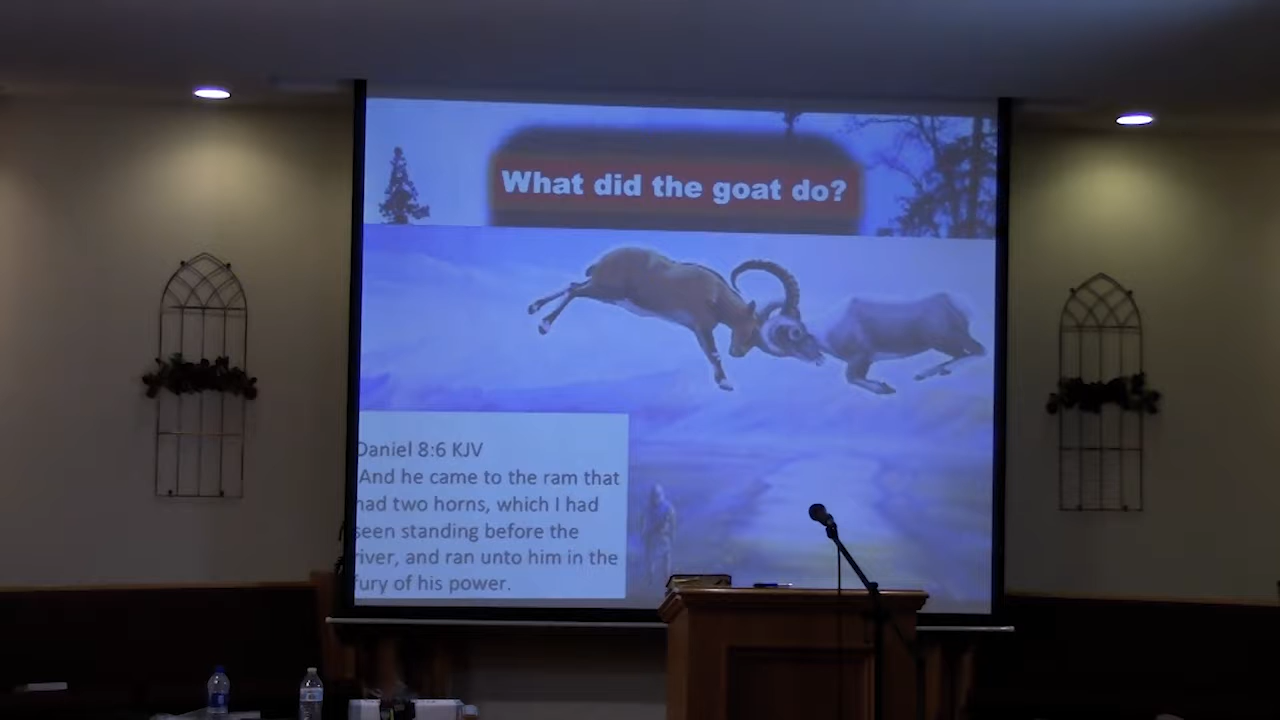 What did the goat do?
Daniel 8:6 KJV
And he came to the ram that
had two horns, which I had
seen standing before the
river, and ran unto him in the
fury of his power.